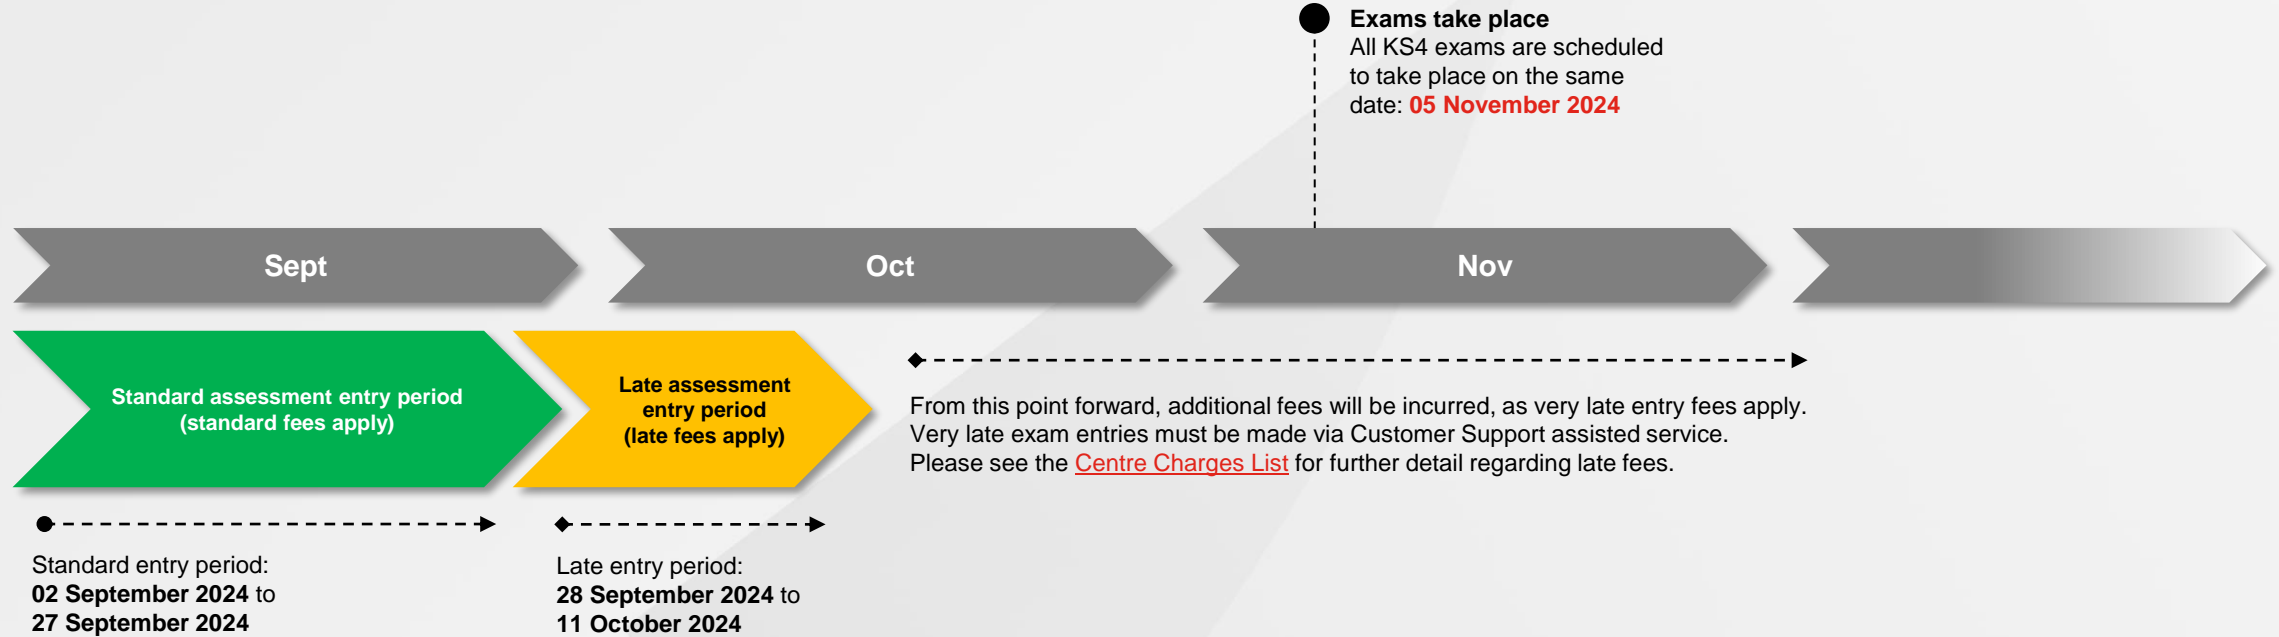 Exams take place
All KS4 exams are scheduled
to take place on the same
date: 05 November 2024
Sept
Oct
Nov
Standard assessment entry period
(standard fees apply)
Late assessment
entry period
(late fees apply)
From this point forward, additional fees will be incurred, as very late entry fees apply.
Very late exam entries must be made via Customer Support assisted service.
Please see the Centre Charges List for further detail regarding late fees.
Standard entry period:
02 September 2024 to
27 September 2024
Late entry period:
28 September 2024 to
11 October 2024